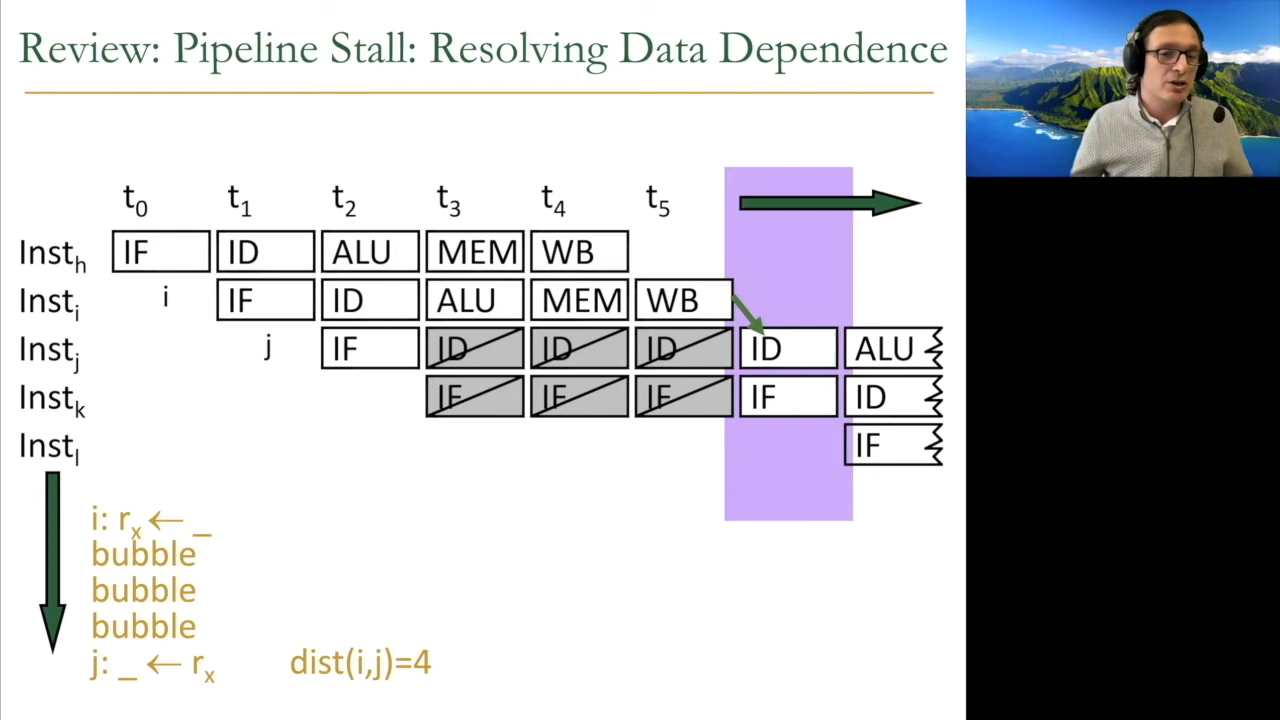 Review: Pipeline Stall: Resolving Data Dependence
t0 t1 t2 t3 t4 t5
Insth IF ID ALU MEM WB
Insti i IF ID ALU MEM WB
Instj j IF ID ID ID ID ALU
Instk IF IF IF IF ID
Instl IF
i: rx ← _
bubble
bubble
bubble
j: _ ← rx dist(i,j)=4